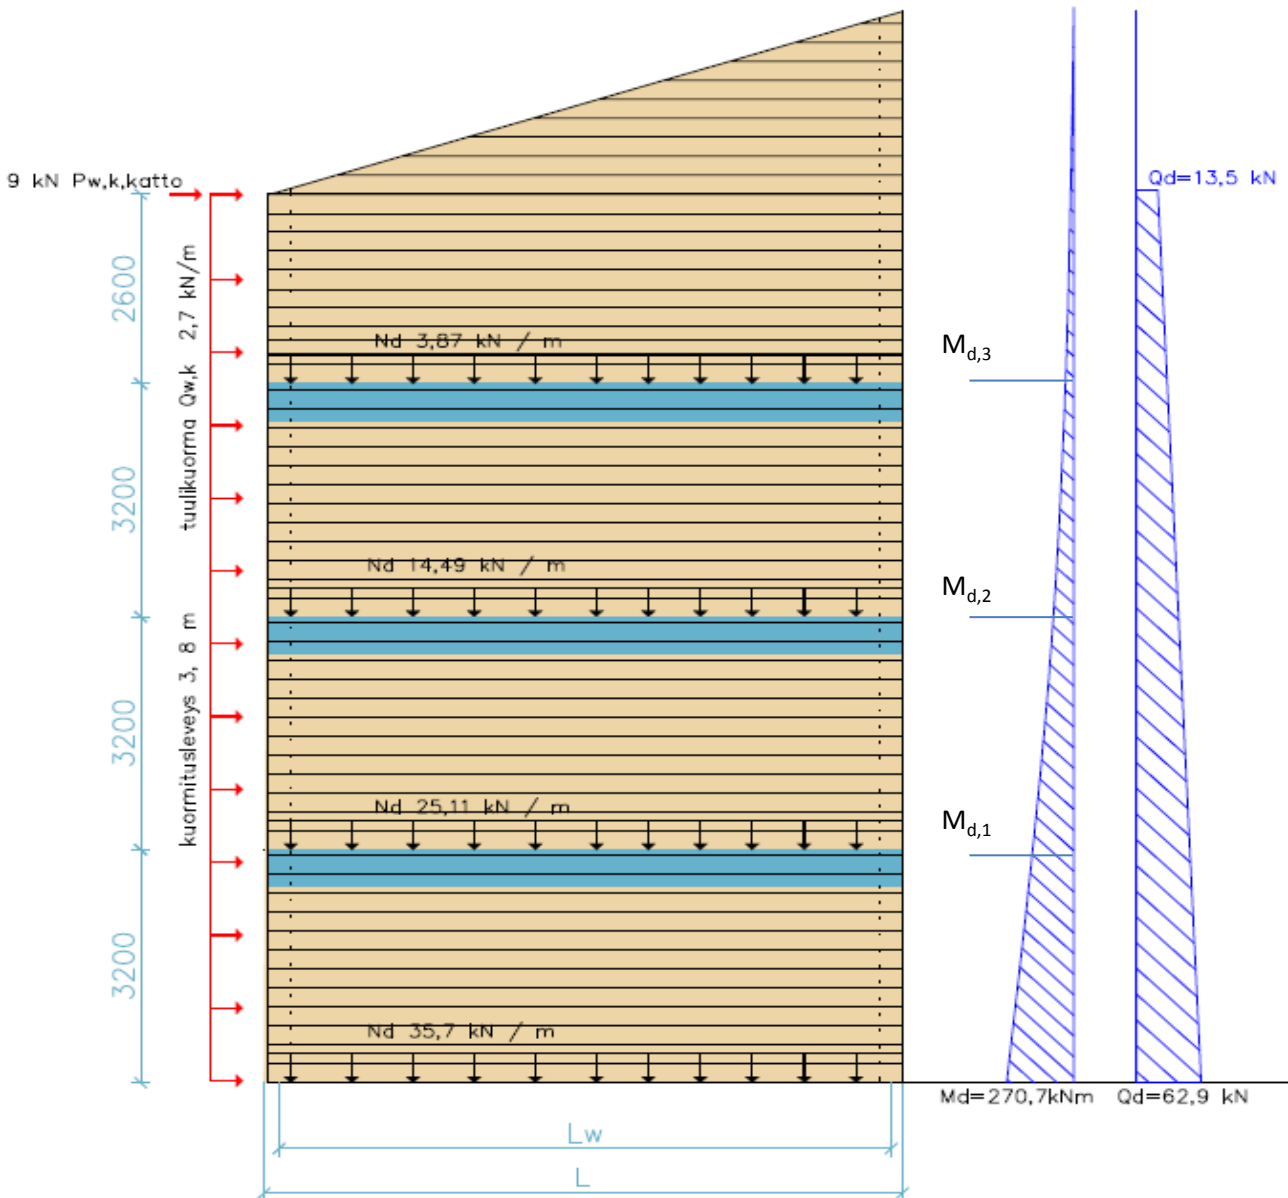 9 kN Pw,k,katto
Qd=13,5 kN
2600
tuulikuorma Qw,k 2,7 kN/m
Nd 3,87 kN / m
Md,3
3200
Nd 14,49 kN / m
Md,2
kuormitusleveys 3, 8 m
3200
Nd 25,11 kN / m
Md,1
3200
Nd 35,7 kN / m
Md=270,7kNm
Qd=62,9 kN
Lw
L